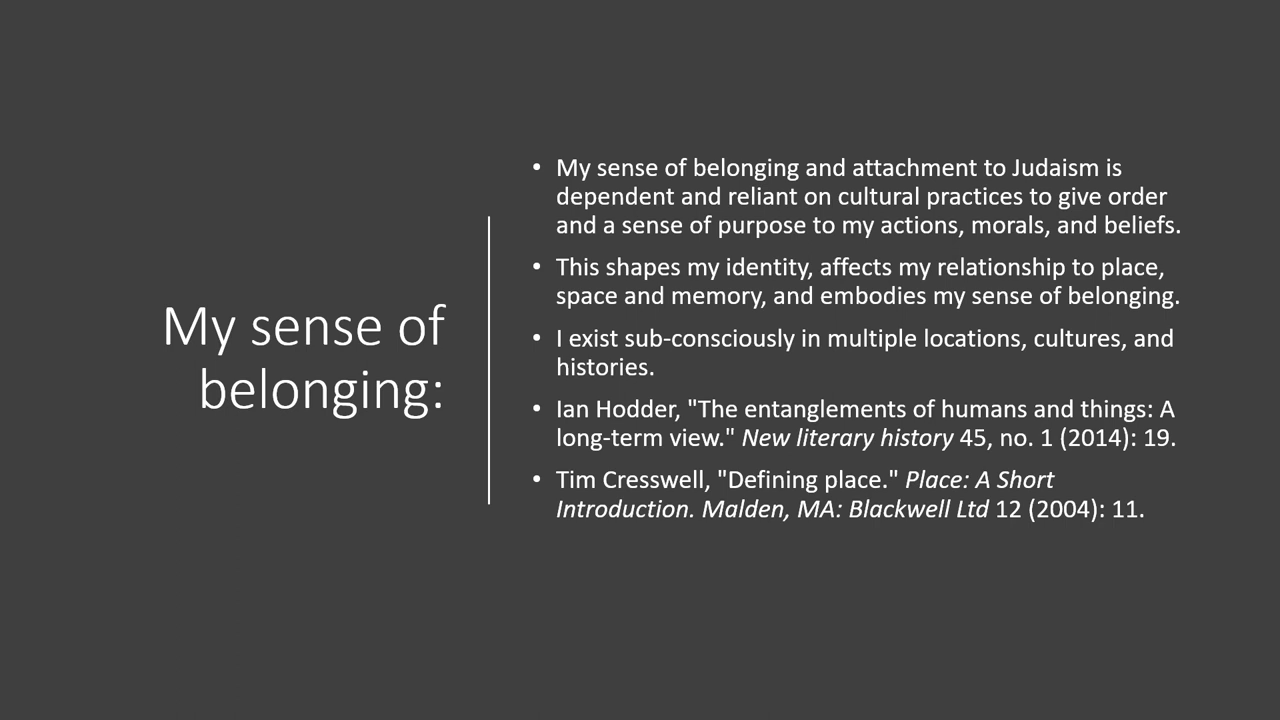 My sense of
belonging:
• My sense of belonging and attachment to Judaism is
dependent and reliant on cultural practices to give order
and a sense of purpose to my actions, morals, and beliefs.
• This shapes my identity, affects my relationship to place,
space and memory, and embodies my sense of belonging.
• I exist sub-consciously in multiple locations, cultures, and
histories.
• Ian Hodder, "The entanglements of humans and things: A
long-term view." New literary history 45, no. 1 (2014): 19.
• Tim Cresswell, "Defining place." Place: A Short
Introduction. Malden, MA: Blackwell Ltd 12 (2004): 11.